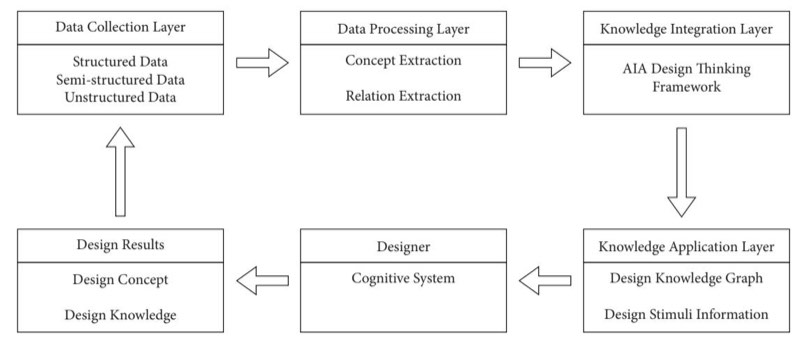 Data Collection Layer
Structured Data
Semi-structured Data
Unstructured Data
Data Processing Layer
Concept Extraction
Relation Extraction
Knowledge Integration Layer
AIA Design Thinking
Framework
Knowledge Application Layer
Design Knowledge Graph
Design Stimuli Information
Designer
Cognitive System
Design Results
Design Concept
Design Knowledge